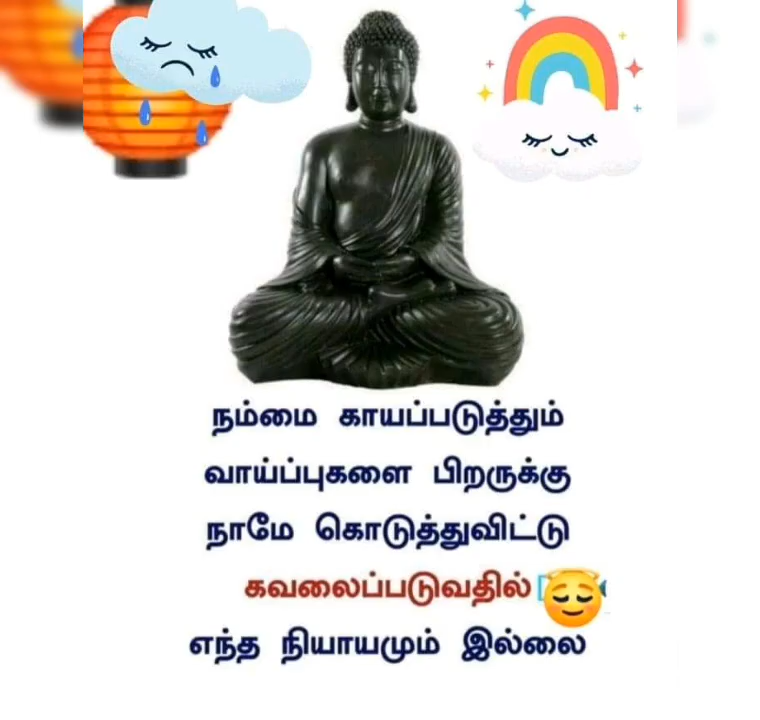 நம்மை காயப்படுத்தும்
வாய்ப்புகளை பிறருக்கு
நாமே கொடுத்துவிட்டு
கவலைப்படுவதில்
எந்த நியாயமும் இல்லை